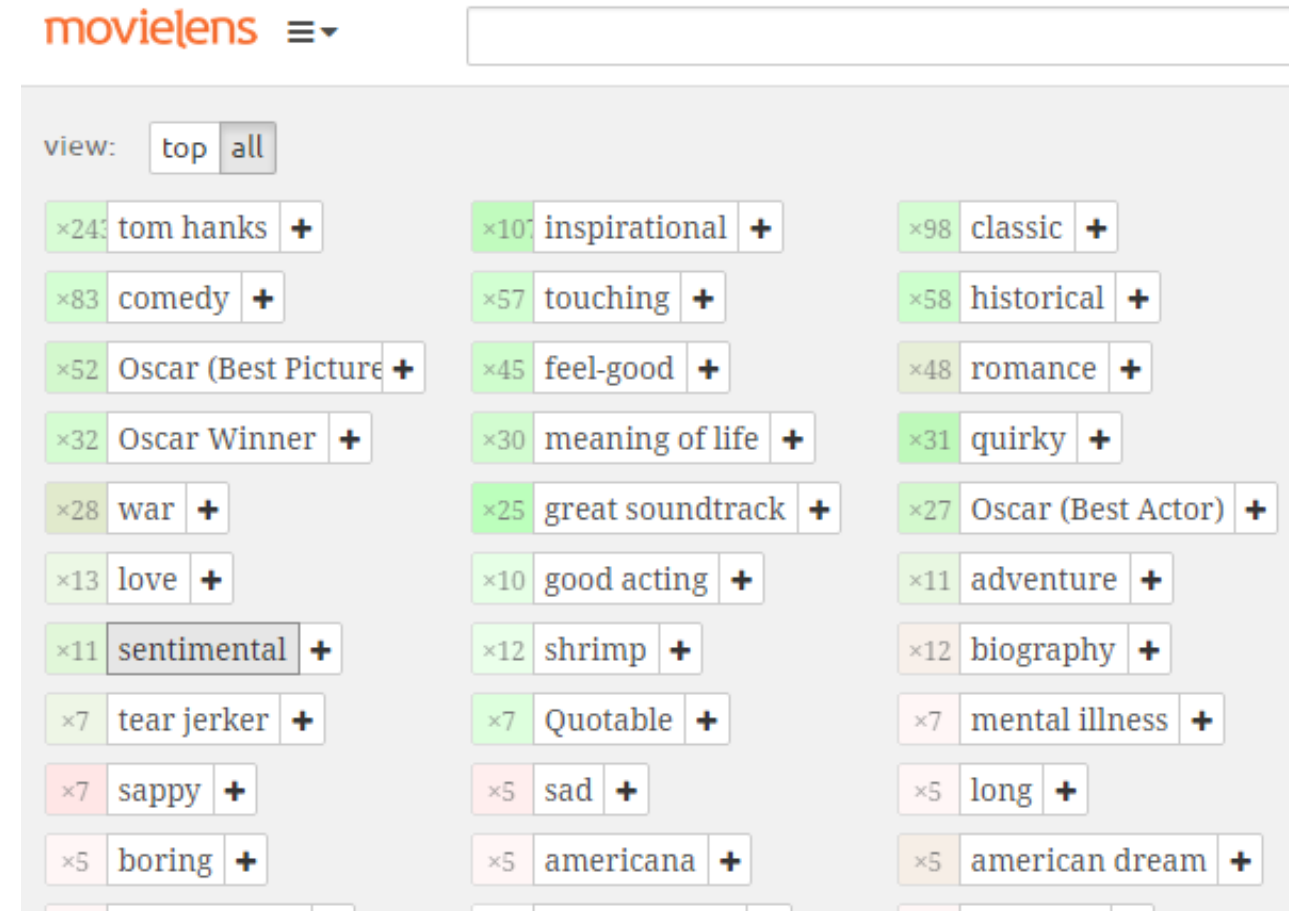 movielens
view: top all
×243 tom hanks + ×107 inspirational + ×98 classic +
×83 comedy + ×57 touching + ×58 historical +
×52 Oscar (Best Picture + ×45 feel-good + ×48 romance +
×32 Oscar Winner + ×30 meaning of life + ×31 quirky +
×28 war + ×25 great soundtrack + ×27 Oscar (Best Actor) +
×13 love + ×10 good acting + ×11 adventure +
×11 sentimental + ×12 shrimp + ×12 biography +
×7 tear jerker + ×7 Quotable + ×7 mental illness +
×7 sappy + ×5 sad + ×5 long +
×5 boring + ×5 americana + ×5 american dream +